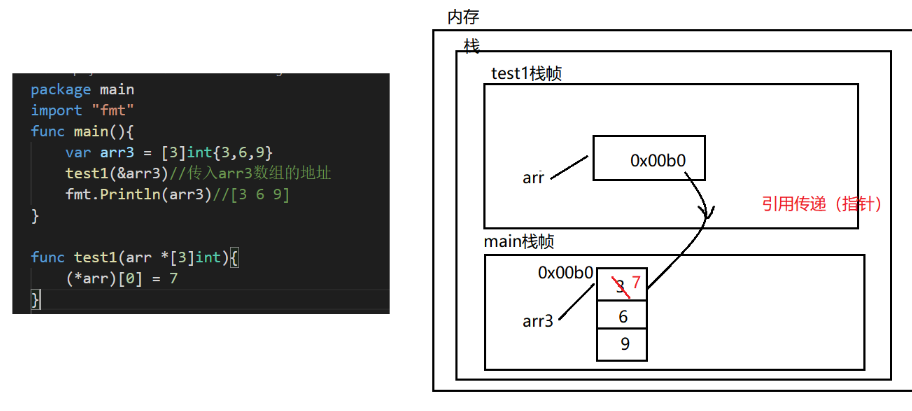 package main
import "fmt"
func main(){
    var arr3 = [3]int{3,6,9}
    test1(&arr3)//传入arr3数组的地址
    fmt.Println(arr3)//[3 6 9]
}
func test1(arr *[3]int){
    (*arr)[0] = 7
}
内存
栈
test1栈帧
0x00b0
arr
引用传递（指针）
main栈帧
0x00b0
3 7
arr3
6
9